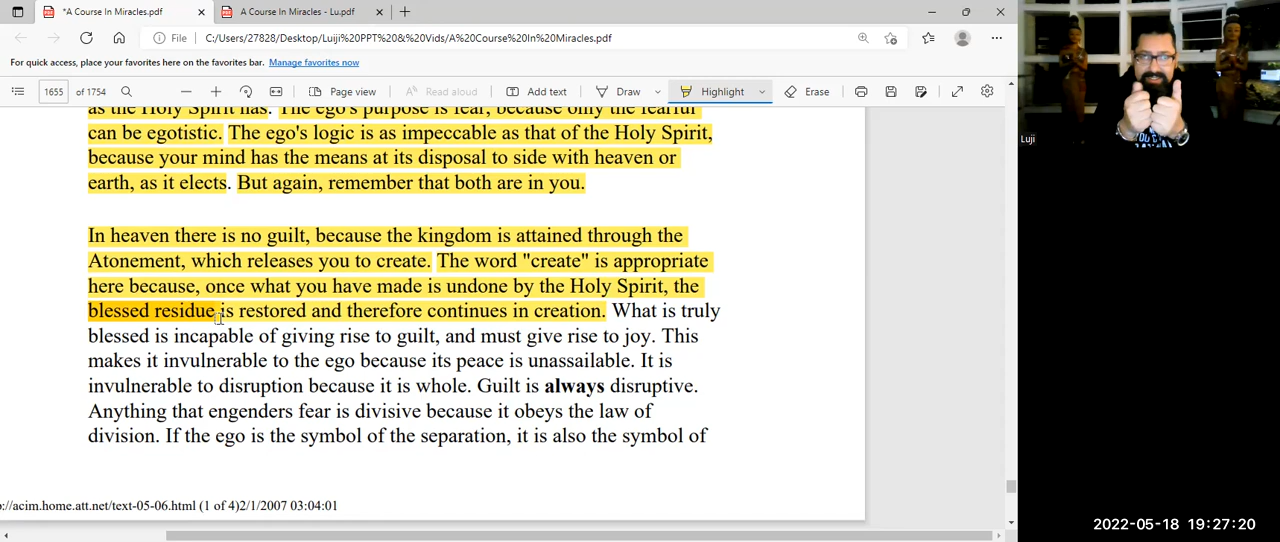 *A Course In Miracles.pdf
A Course In Miracles - Lu.pdf
File
C:/Users/27828/Desktop/Luiji%20PPT%20&%20Vids/A%20Course%20In%20Miracles.pdf
For quick access, place your favorites here on the favorites bar. Manage favorites now
1655 of 1754
Page view
Read aloud
Add text
Draw
Highlight
Erase
as the Holy Spirit has. The ego's purpose is fear, because only the fearful
can be egotistic. The ego's logic is as impeccable as that of the Holy Spirit,
because your mind has the means at its disposal to side with heaven or
earth, as it elects. But again, remember that both are in you.
In heaven there is no guilt, because the kingdom is attained through the
Atonement, which releases you to create. The word "create" is appropriate
here because, once what you have made is undone by the Holy Spirit, the
blessed residue is restored and therefore continues in creation. What is truly
blessed is incapable of giving rise to guilt, and must give rise to joy. This
makes it invulnerable to the ego because its peace is unassailable. It is
invulnerable to disruption because it is whole. Guilt is always disruptive.
Anything that engenders fear is divisive because it obeys the law of
division. If the ego is the symbol of the separation, it is also the symbol of
://acim.home.att.net/text-05-06.html (1 of 4)2/1/2007 03:04:01
Luji
2022-05-18 19:27:20